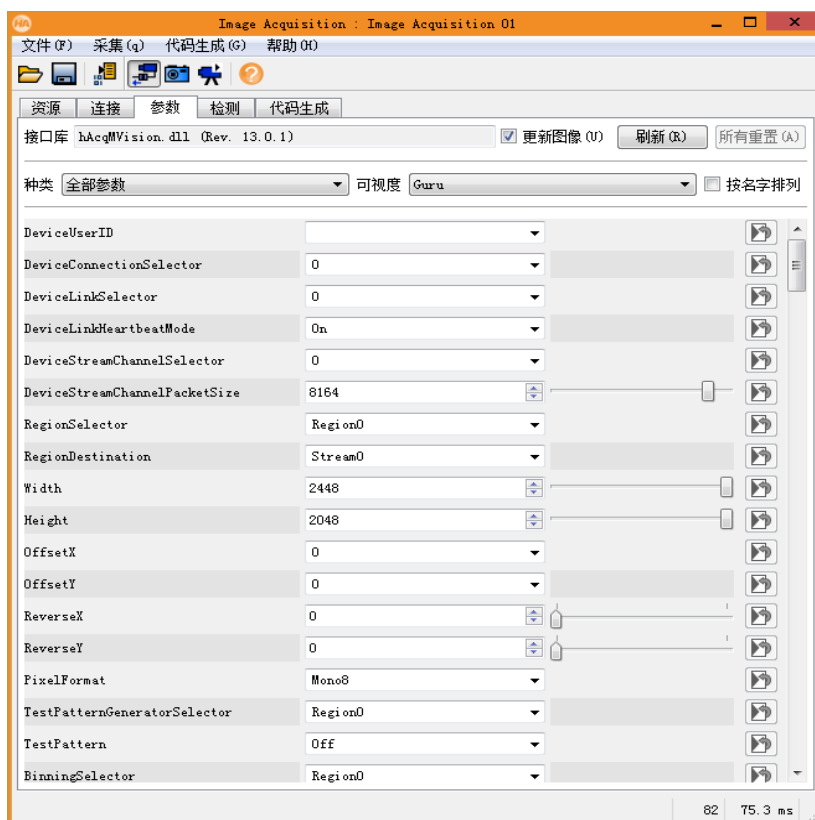 HA Image Acquisition : Image Acquisition 01
文件(F) 采集(q) 代码生成(G) 帮助(H)
资源 连接 参数 检测 代码生成
接口库 hAcqMVision.dll (Rev. 13.0.1) 更新图像(U) 刷新(R) 所有重置(A)
种类 全部参数 可视度 Guru 按名字排列
DeviceUserID
DeviceConnectionSelector 0
DeviceLinkSelector 0
DeviceLinkHeartbeatMode On
DeviceStreamChannelSelector 0
DeviceStreamChannelPacketSize 8164
RegionSelector Region0
RegionDestination Stream0
Width 2448
Height 2048
OffsetX 0
OffsetY 0
ReverseX 0
ReverseY 0
PixelFormat Mono8
TestPatternGeneratorSelector Region0
TestPattern Off
BinningSelector Region0
82 75.3 ms